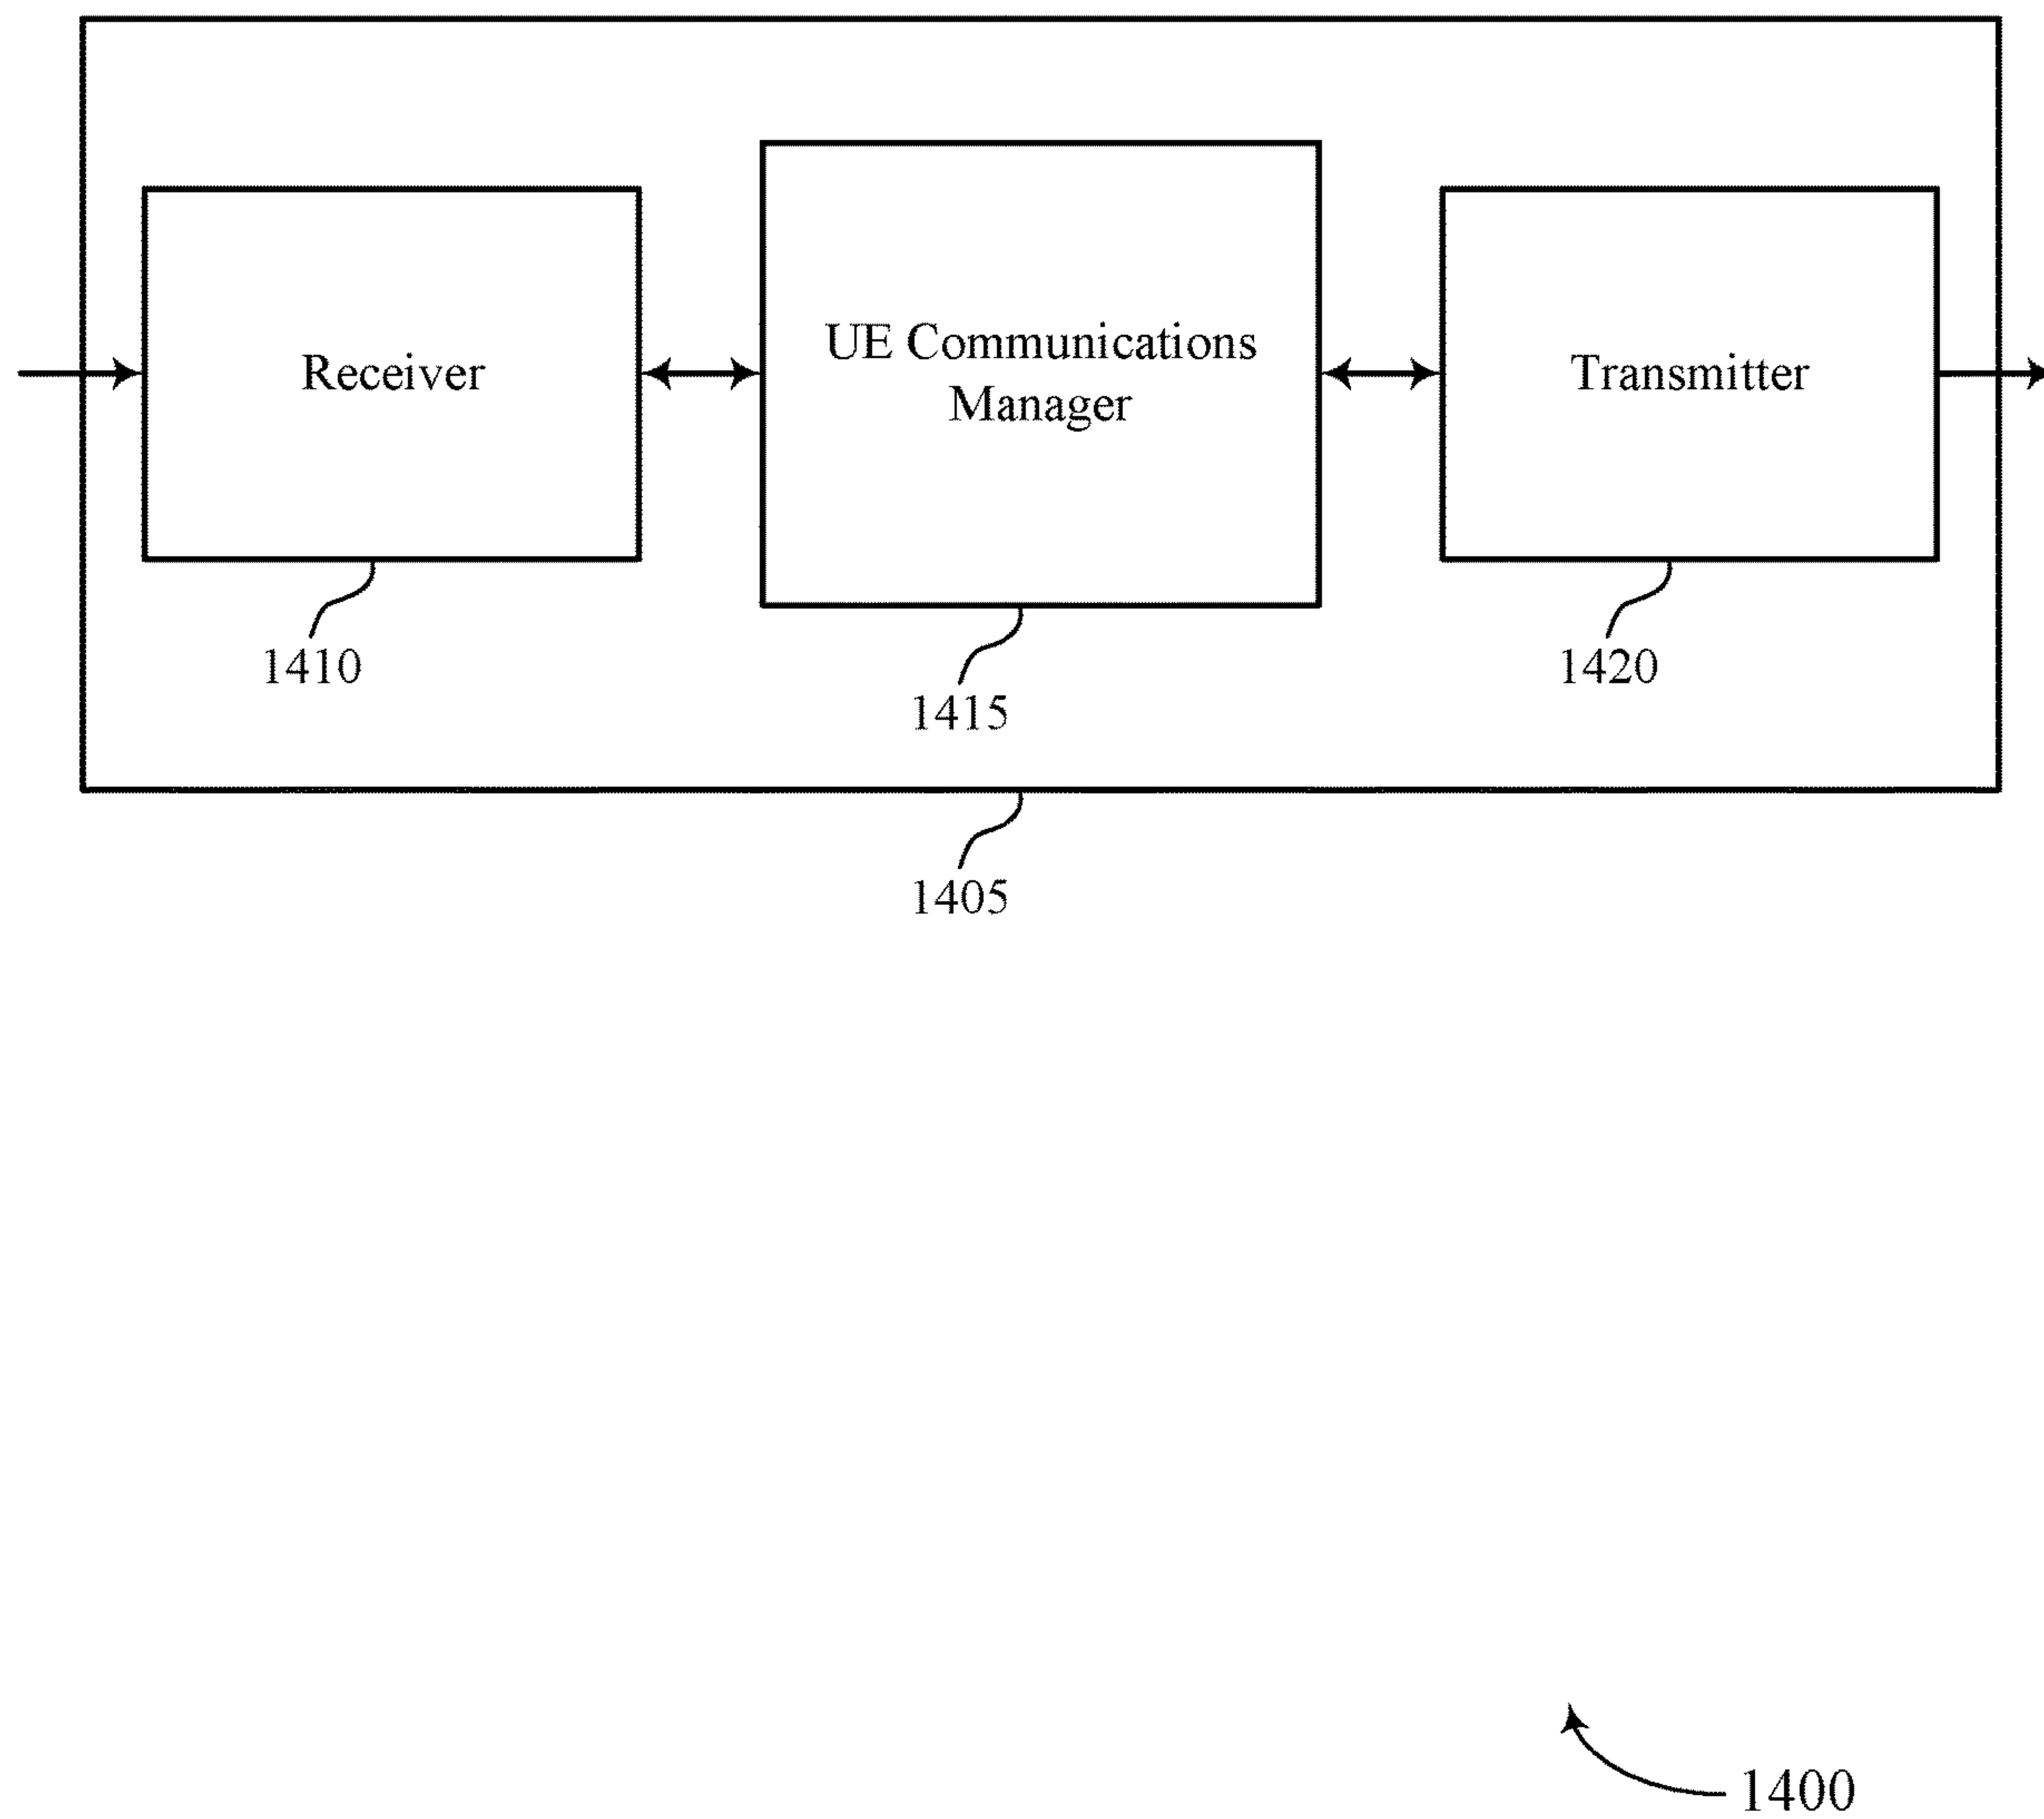 Receiver
UE Communications
Manager
Transmitter
1410
1415
1420
1405
1400